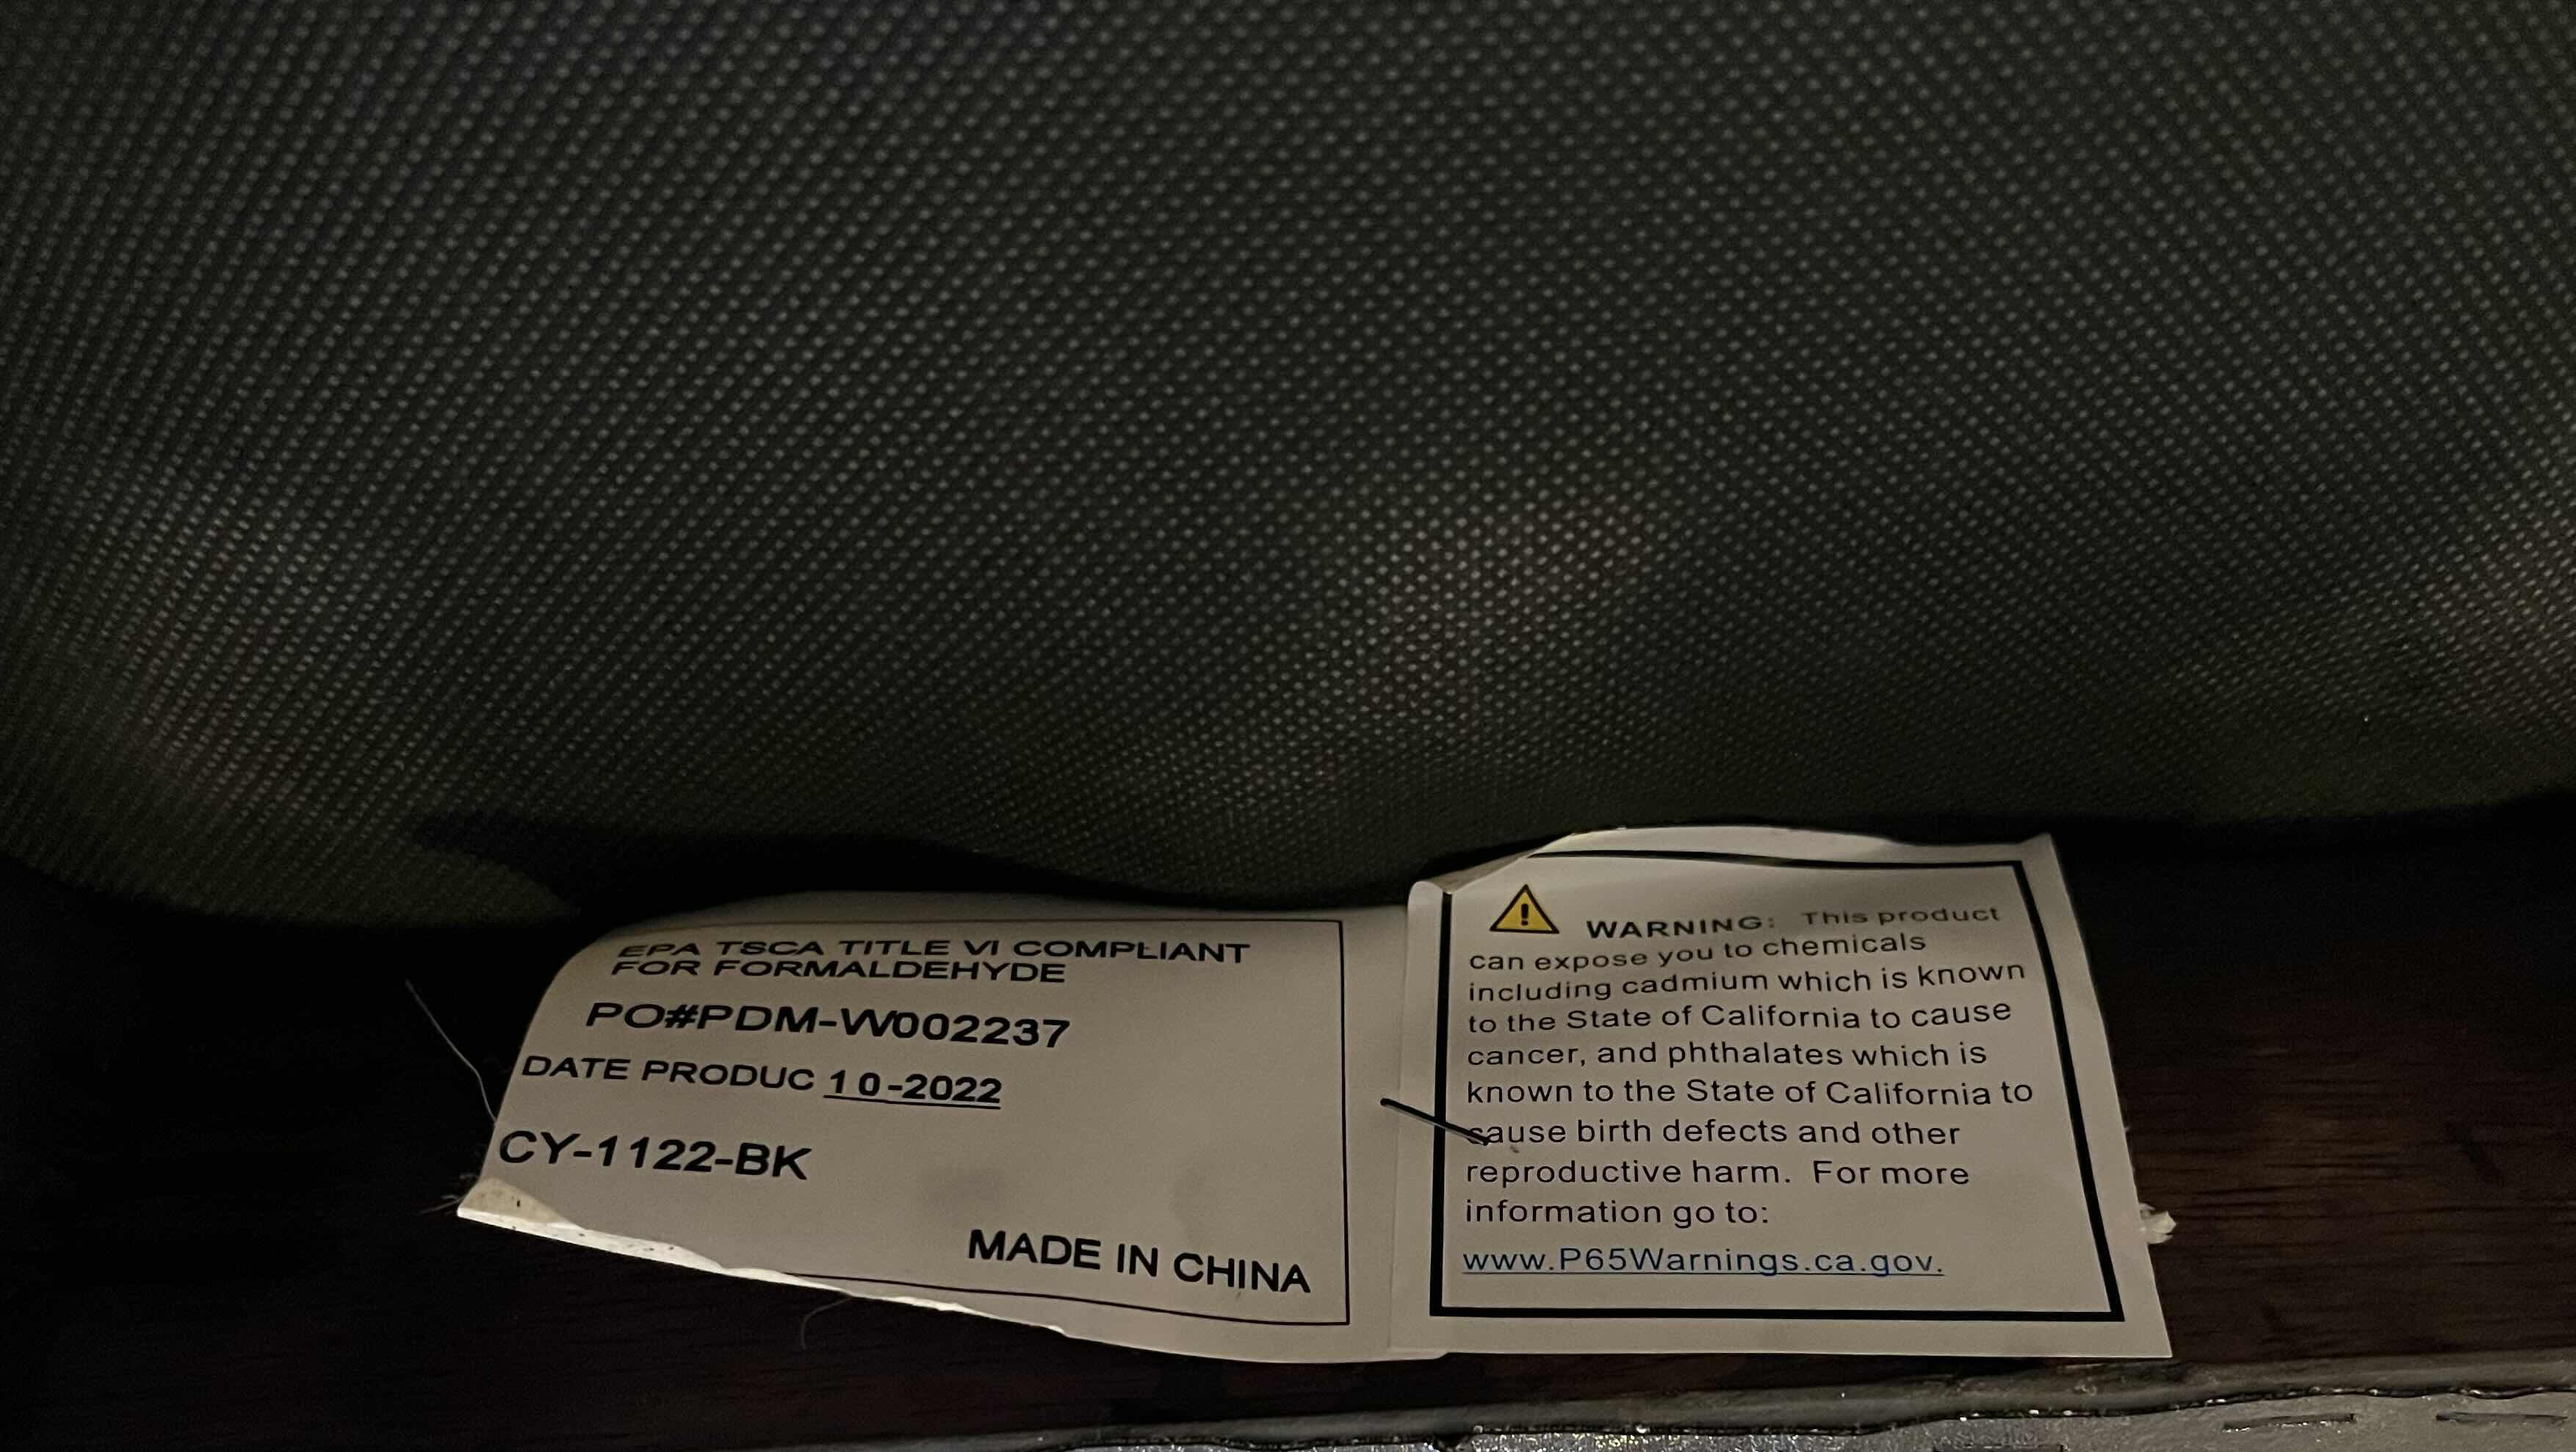 EPA TSCA TITLE VI COMPLIANT
FOR FORMALDEHYDE
PO#PDM-W002237
DATE PRODUC 10-2022
CY-1122-BK
MADE IN CHINA
WARNING: This product
can expose you to chemicals
including cadmium which is known
to the State of California to cause
cancer, and phthalates which is
known to the State of California to
cause birth defects and other
reproductive harm. For more
information go to:
www.P65Warnings.ca.gov.